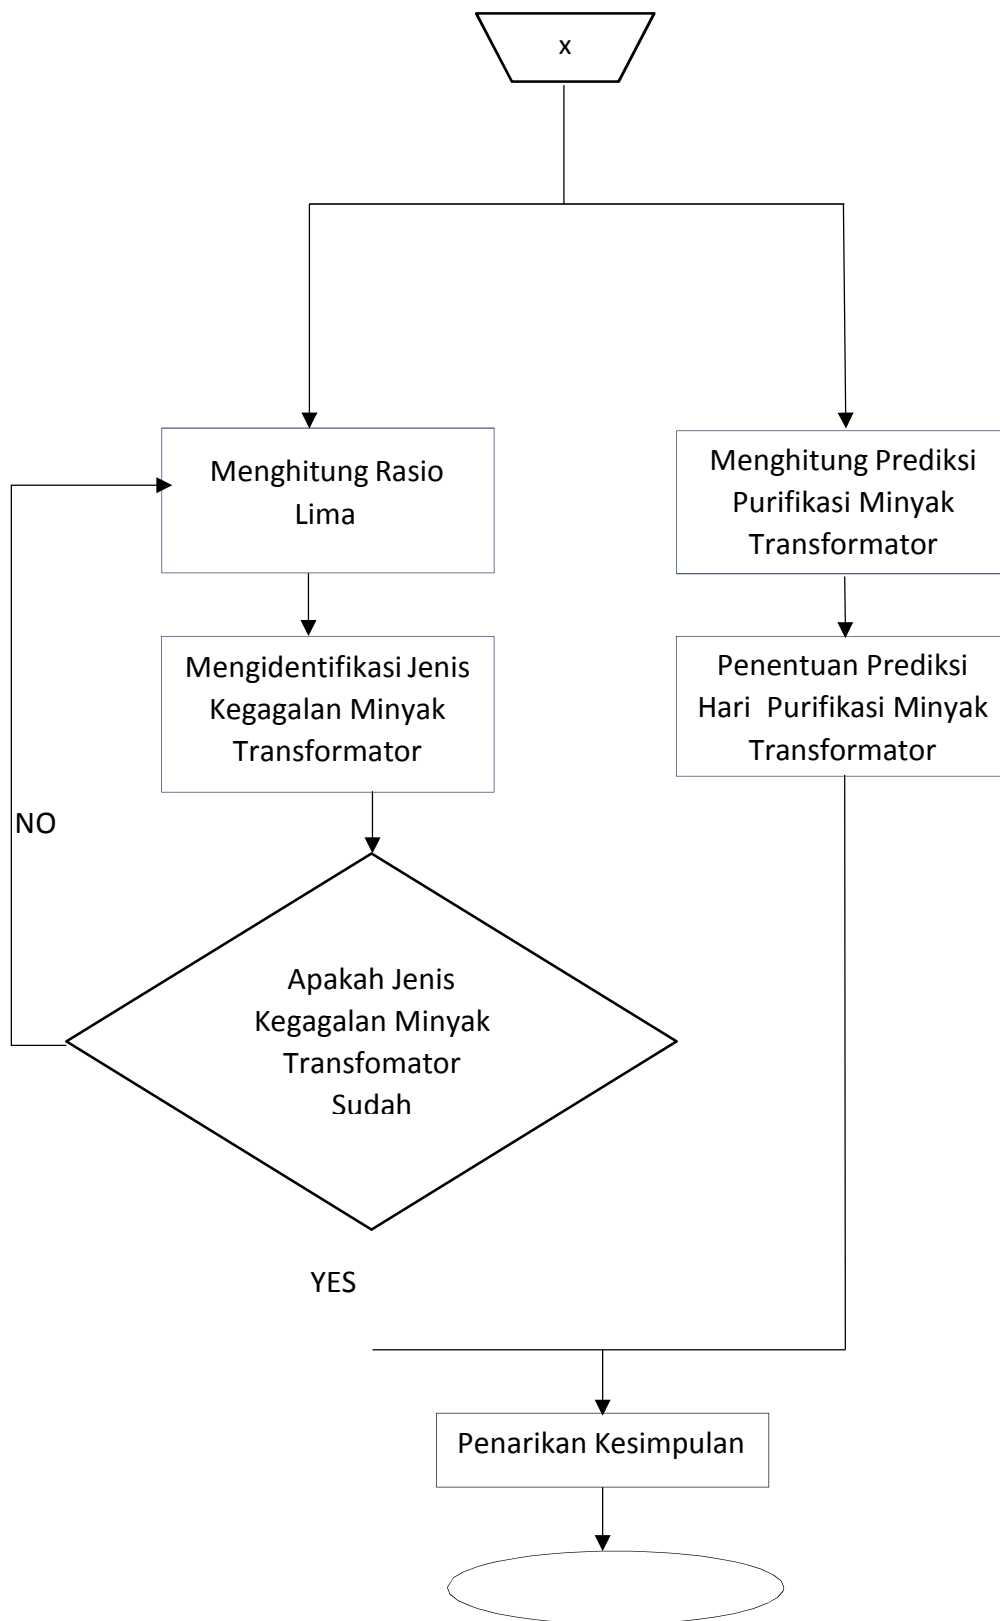 x
Menghitung Rasio
Lima
Menghitung Prediksi
Purifikasi Minyak
Transformator
Mengidentifikasi Jenis
Kegagalan Minyak
Transformator
Penentuan Prediksi
Hari Purifikasi Minyak
Transformator
NO
Apakah Jenis
Kegagalan Minyak
Transfomator
Sudah
YES
Penarikan Kesimpulan